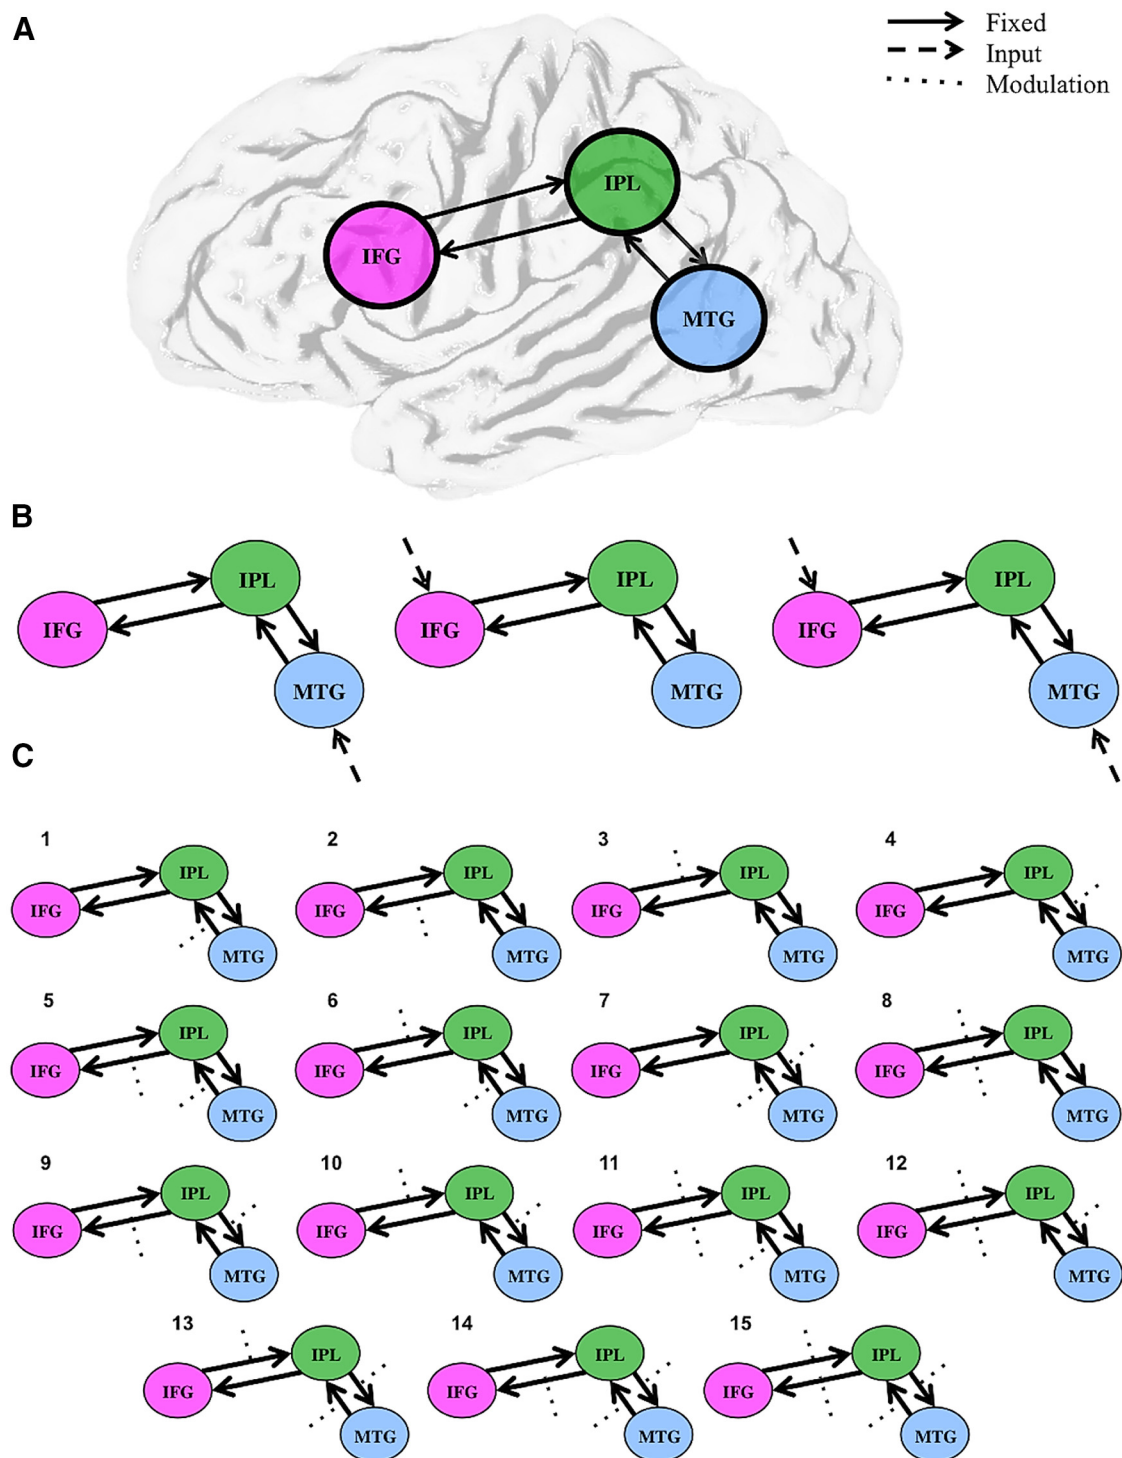 A
Fixed
Input
Modulation
IPL
IFG
MTG
B
IPL IPL IPL
IFG IFG IFG
MTG MTG MTG
C
1 2 3 4
IPL IPL IPL IPL
IFG IFG IFG IFG
MTG MTG MTG MTG
5 6 7 8
IPL IPL IPL IPL
IFG IFG IFG IFG
MTG MTG MTG MTG
9 10 11 12
IPL IPL IPL IPL
IFG IFG IFG IFG
MTG MTG MTG MTG
13 14 15
IPL IPL IPL
IFG IFG IFG
MTG MTG MTG